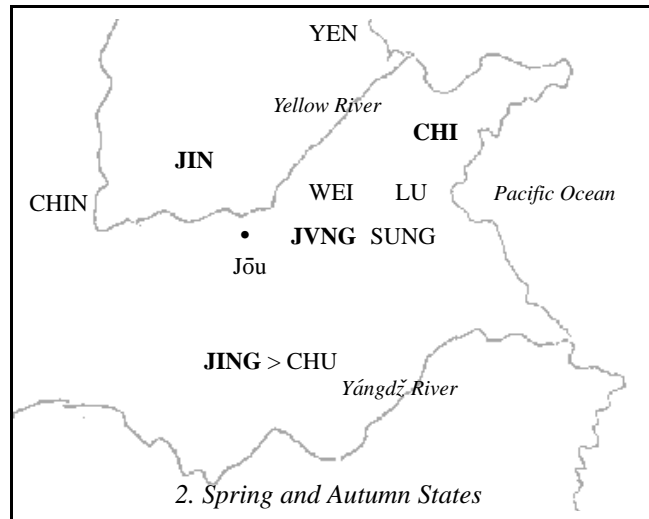 YEN
Yellow River
CHI
JIN
WEI LU
CHIN
Pacific Ocean
JVNG SUNG
Jōu
JING > CHU
Yángdž River
2. Spring and Autumn States